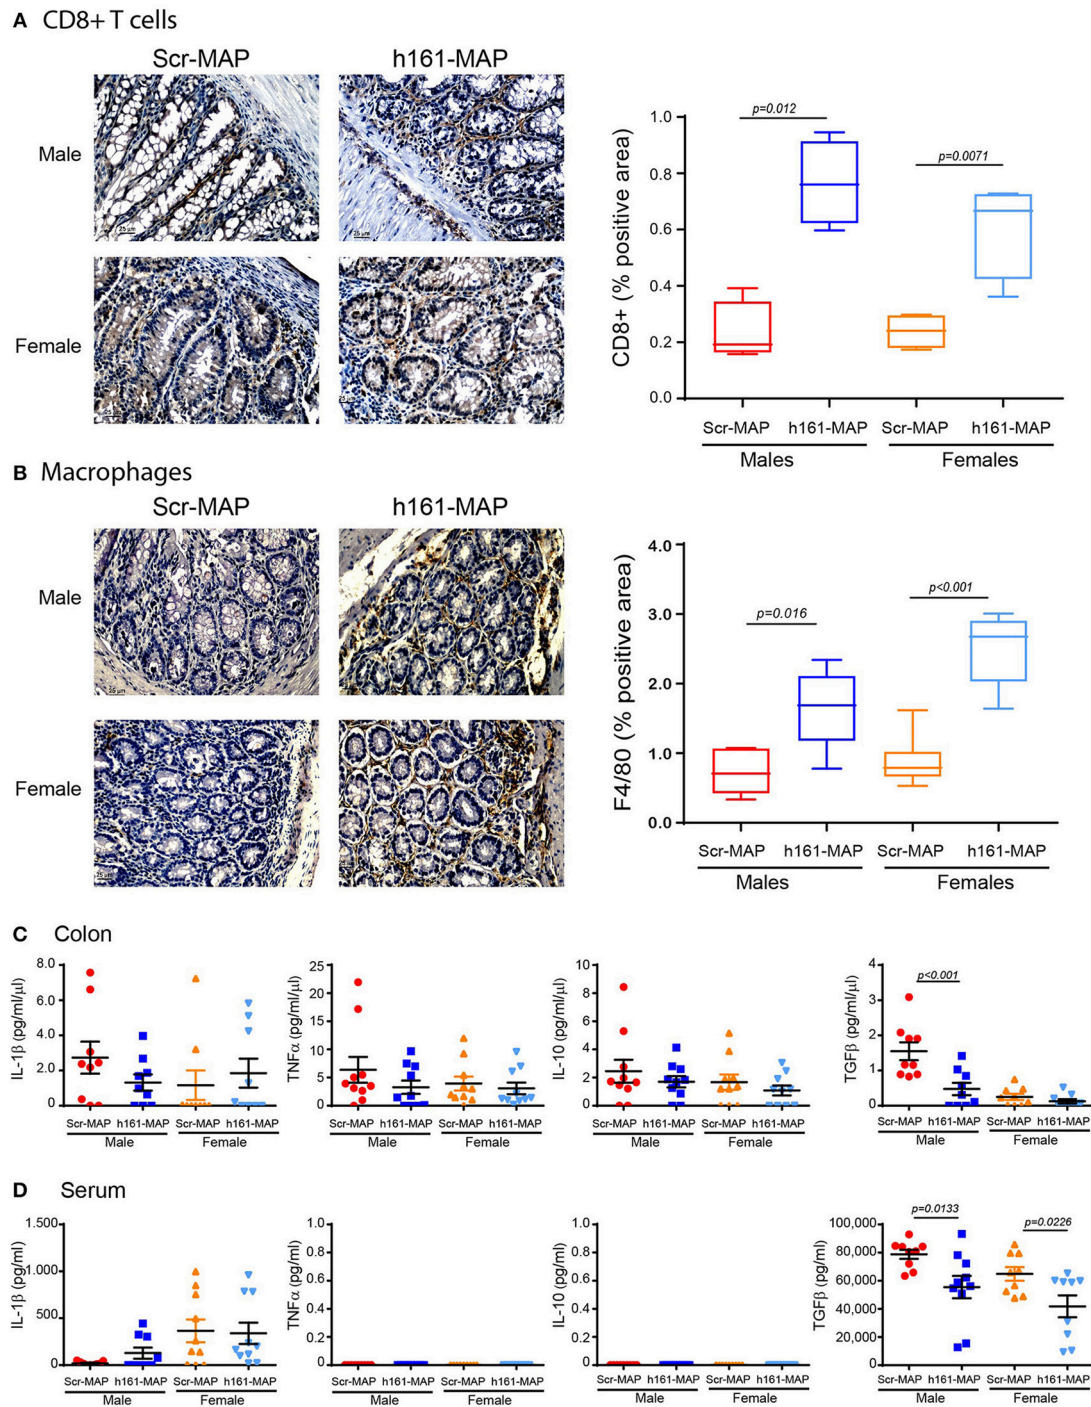 A CD8+ T cells
Scr-MAP h161-MAP
Male
Female
25 µm
25 µm
25 µm
25 µm
CD8+ (% positive area)
1.0
0.8
0.6
0.4
0.2
0.0
p=0.012
p=0.0071
Scr-MAP h161-MAP Scr-MAP h161-MAP
Males Females
B Macrophages
Scr-MAP h161-MAP
Male
Female
25 µm
25 µm
F4/80 (% positive area)
4.0
3.0
2.0
1.0
0.0
p=0.016
p<0.001
Scr-MAP h161-MAP Scr-MAP h161-MAP
Males Females
C Colon
IL-1β (pg/ml/µl)
8.0
6.0
4.0
2.0
0
Scr-MAP h161-MAP Scr-MAP h161-MAP
Male Female
TNFα (pg/ml/µl)
25
20
15
10
5
0
Scr-MAP h161-MAP Scr-MAP h161-MAP
Male Female
IL-10 (pg/ml/µl)
10
8
6
4
2
0
Scr-MAP h161-MAP Scr-MAP h161-MAP
Male Female
TGFβ (pg/ml/µl)
4
3
2
1
0
p<0.001
Scr-MAP h161-MAP Scr-MAP h161-MAP
Male Female
D Serum
IL-1β (pg/ml)
1.500
1.000
500
0
Scr-MAP h161-MAP Scr-MAP h161-MAP
Male Female
TNFα (pg/ml)
1.0
0.8
0.6
0.4
0.2
0
Scr-MAP h161-MAP Scr-MAP h161-MAP
Male Female
IL-10 (pg/ml)
1.0
0.8
0.6
0.4
0.2
0
Scr-MAP h161-MAP Scr-MAP h161-MAP
Male Female
TGFβ (pg/ml)
100,000
80,000
60,000
40,000
20,000
0
p=0.0133
p=0.0226
Scr-MAP h161-MAP Scr-MAP h161-MAP
Male Female